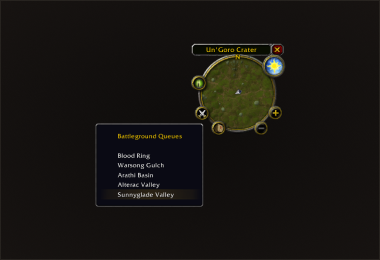 Un'Goro Crater
N
Battleground Queues
Blood Ring
Warsong Gulch
Arathi Basin
Alterac Valley
Sunnyglade Valley